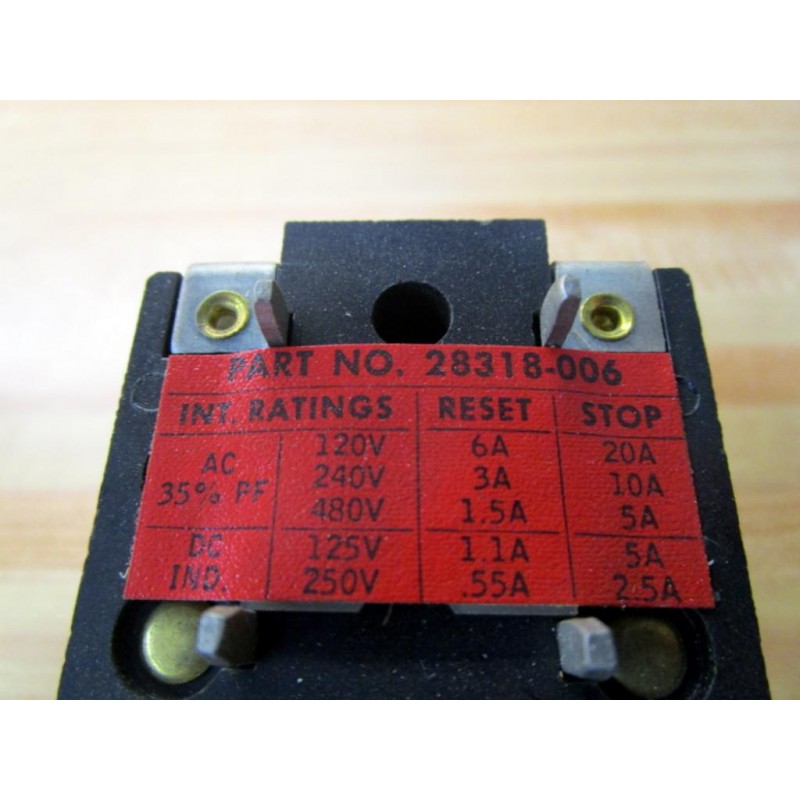 PART NO. 28318-006
INT. RATINGS RESET STOP
AC 35% PF 120V 6A 20A
240V 3A 10A
480V 1.5A 5A
DC IND. 125V 1.1A 5A
250V .55A 2.5A